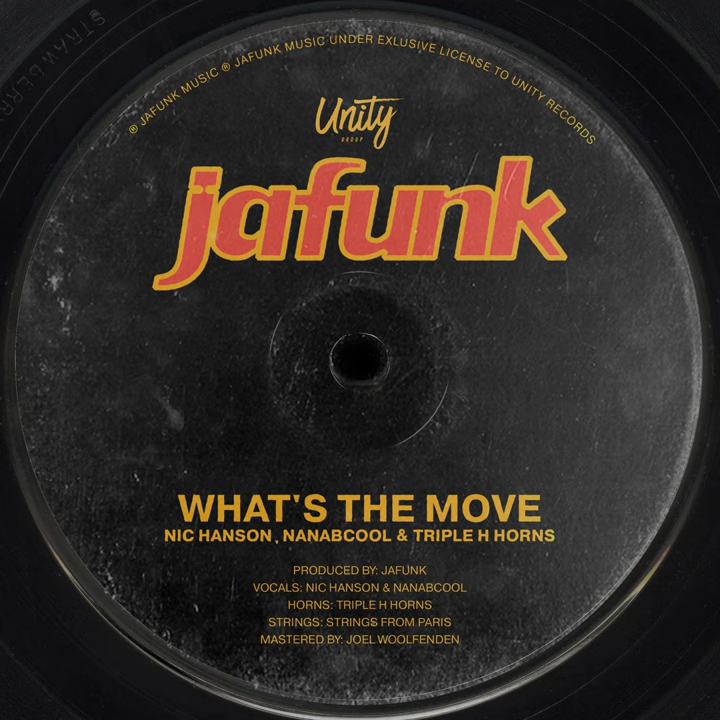 ® JAFUNK MUSIC ® JAFUNK MUSIC UNDER EXLUSIVE LICENSE TO UNITY RECORDS
Unity
GROUP
jafunk
WHAT'S THE MOVE
NIC HANSON, NANABCOOL & TRIPLE H HORNS
PRODUCED BY: JAFUNK
VOCALS: NIC HANSON & NANABCOOL
HORNS: TRIPLE H HORNS
STRINGS: STRINGS FROM PARIS
MASTERED BY: JOEL WOOLFENDEN